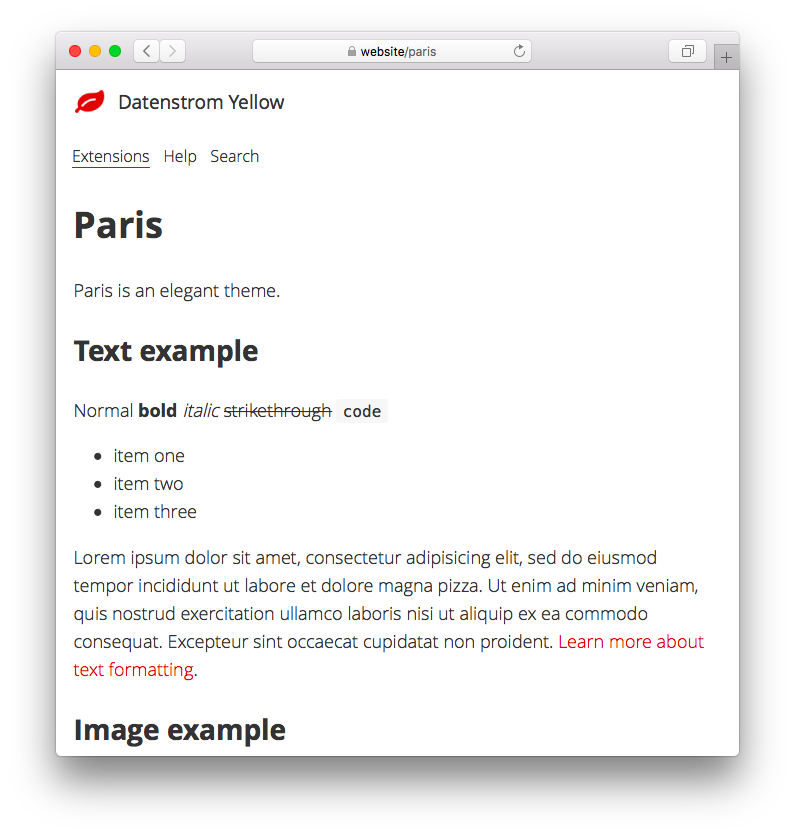 website/paris
Datenstrom Yellow
Extensions Help Search
Paris
Paris is an elegant theme.
Text example
Normal bold italic strikethrough code
item one
item two
item three
Lorem ipsum dolor sit amet, consectetur adipisicing elit, sed do eiusmod
tempor incididunt ut labore et dolore magna pizza. Ut enim ad minim veniam,
quis nostrud exercitation ullamco laboris nisi ut aliquip ex ea commodo
consequat. Excepteur sint occaecat cupidatat non proident. Learn more about
text formatting.
Image example